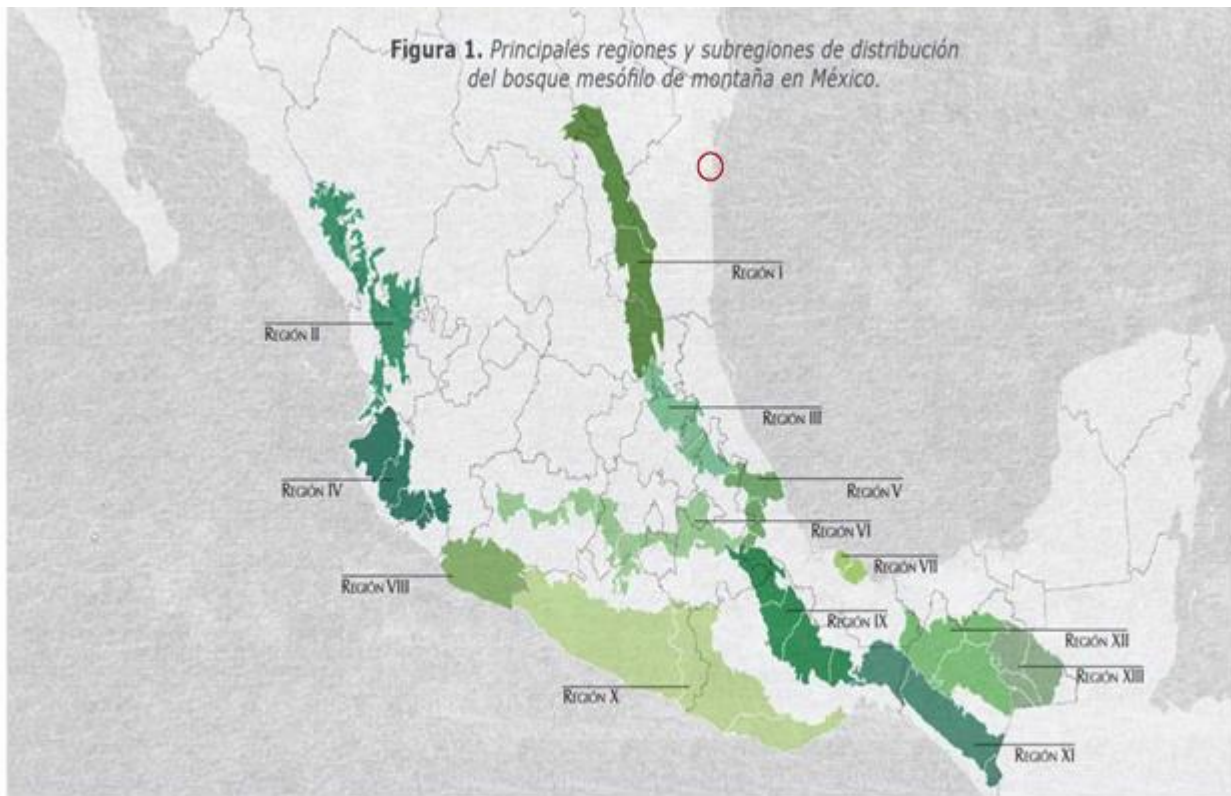 Figura 1. Principales regiones y subregiones de distribución
del bosque mesófilo de montaña en México.
Región I
Región II
Región III
Región IV
Región V
Región VI
Región VII
Región VIII
Región IX
Región XII
Región XIII
Región X
Región XI